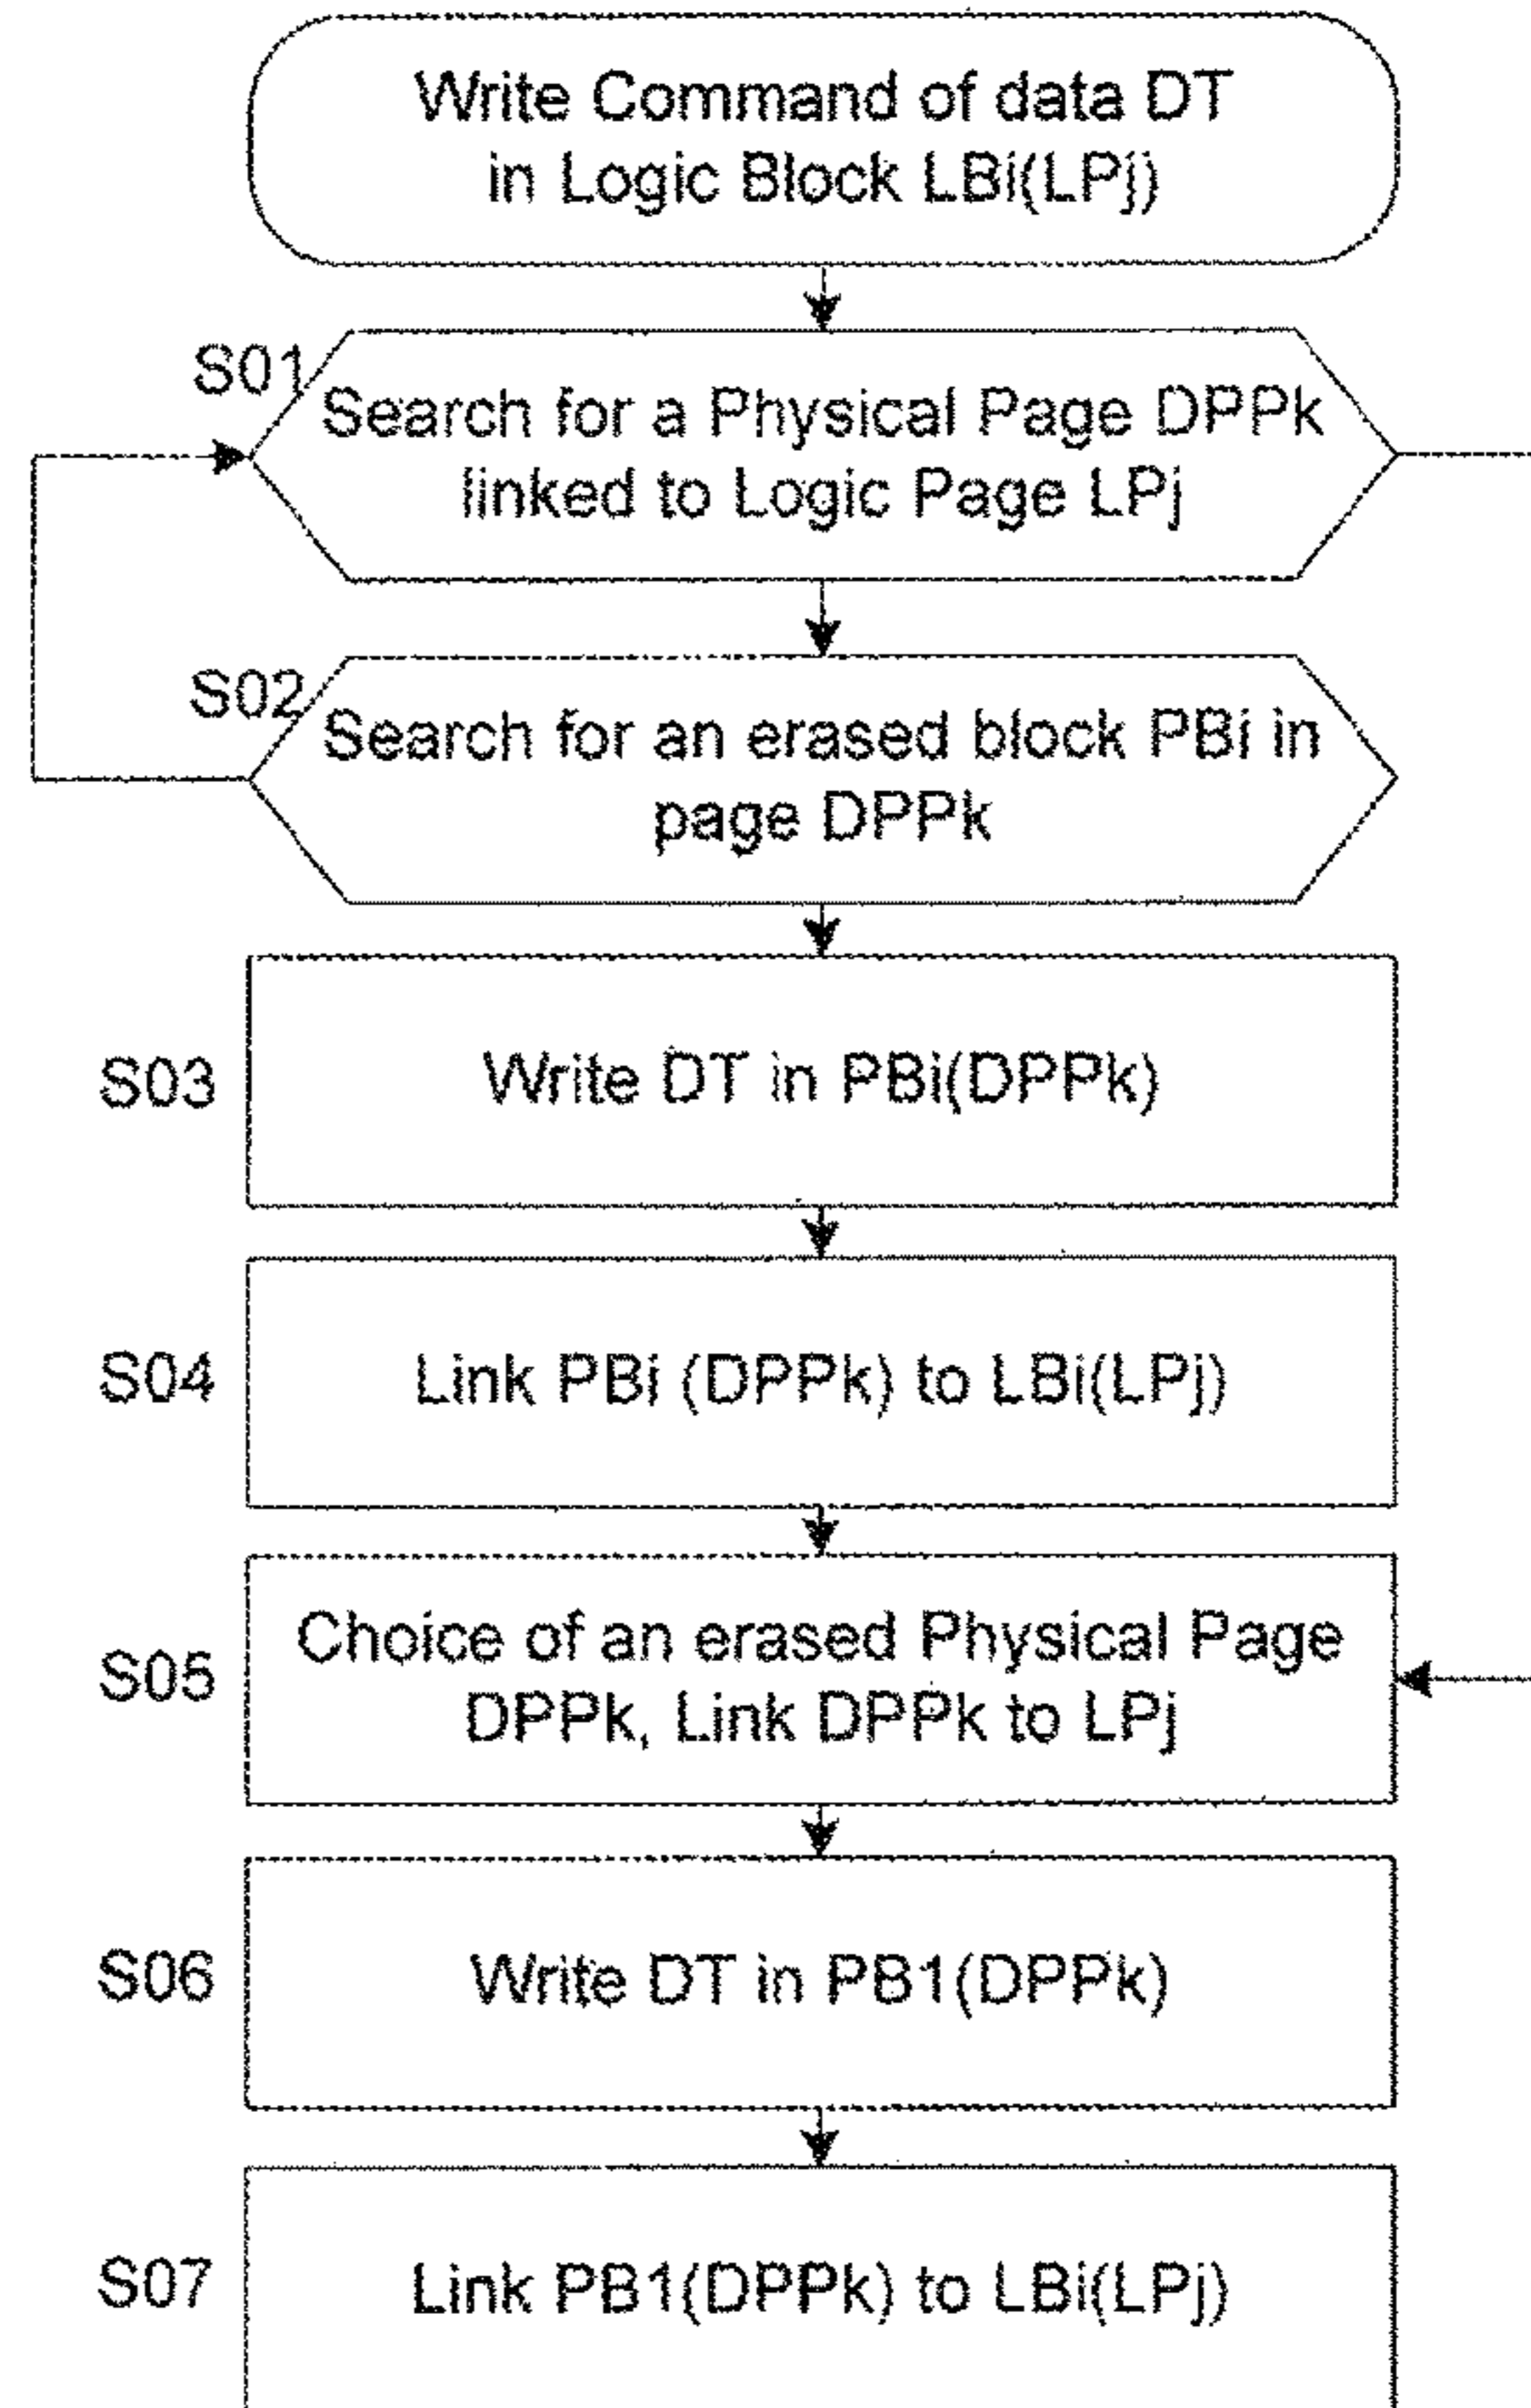 Write Command of data DT
in Logic Block LBi(LPj)
S01
Search for a Physical Page DPPk
linked to Logic Page LPj
S02
Search for an erased block PBi in
page DPPk
S03
Write DT in PBi(DPPk)
S04
Link PBi (DPPk) to LBi(LPj)
S05
Choice of an erased Physical Page
DPPk, Link DPPk to LPj
S06
Write DT in PB1(DPPk)
S07
Link PB1(DPPk) to LBi(LPj)